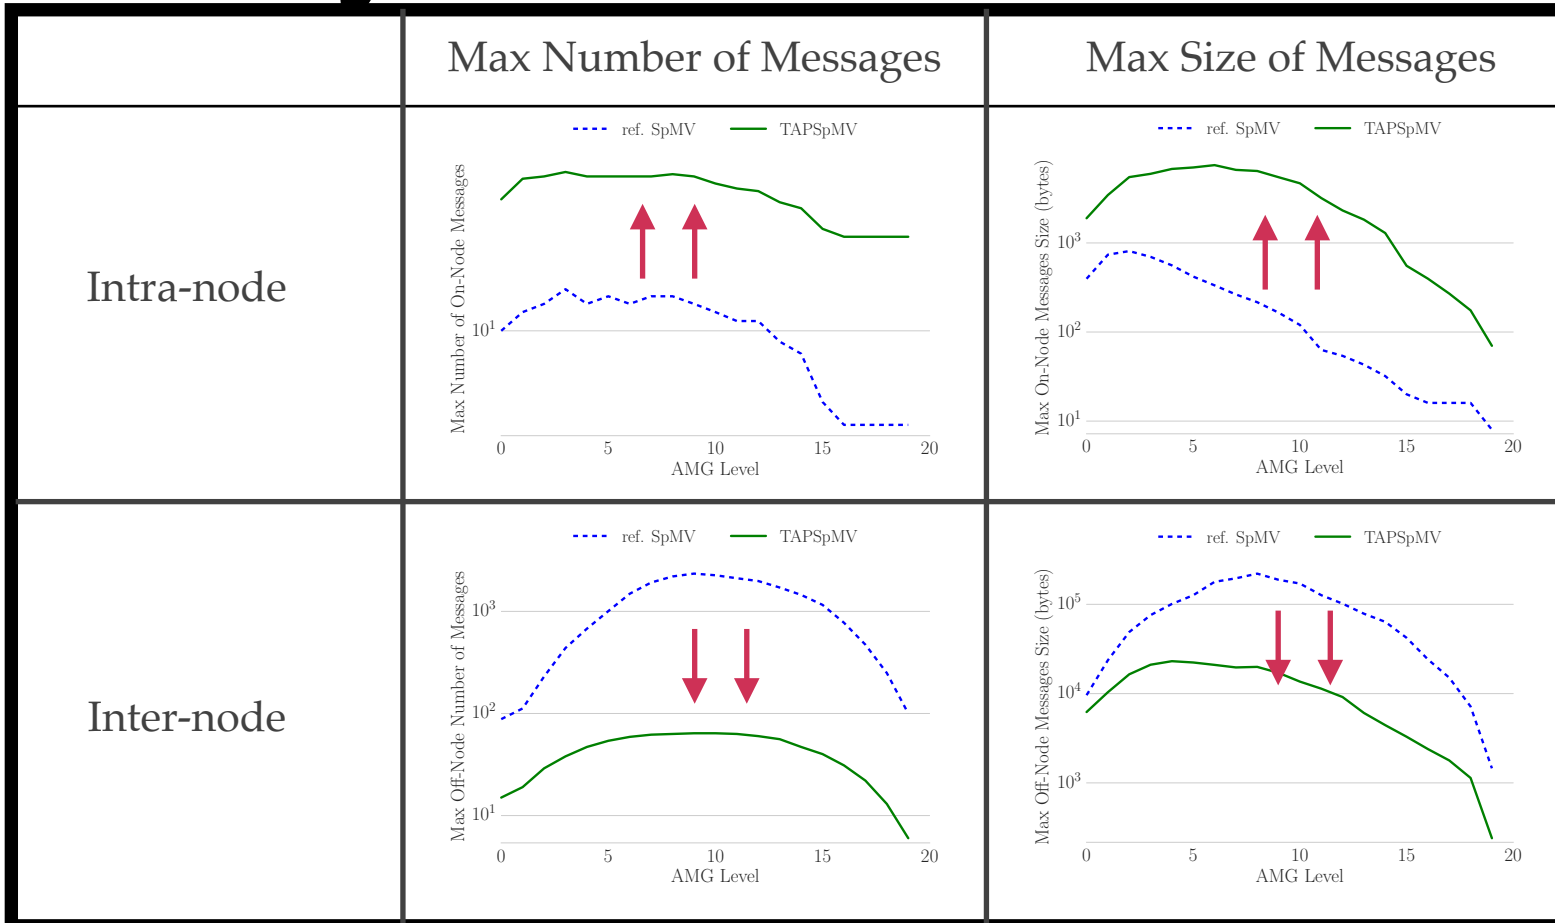 Max Number of Messages
Max Size of Messages
Intra-node
ref. SpMV TAPSpMV
Max Number of On-Node Messages
10^1
0 5 10 15 20
AMG Level
ref. SpMV TAPSpMV
Max On-Node Messages Size (bytes)
10^3
10^2
10^1
0 5 10 15 20
AMG Level
Inter-node
ref. SpMV TAPSpMV
Max Off-Node Number of Messages
10^3
10^2
10^1
0 5 10 15 20
AMG Level
ref. SpMV TAPSpMV
Max Off-Node Messages Size (bytes)
10^5
10^4
10^3
0 5 10 15 20
AMG Level